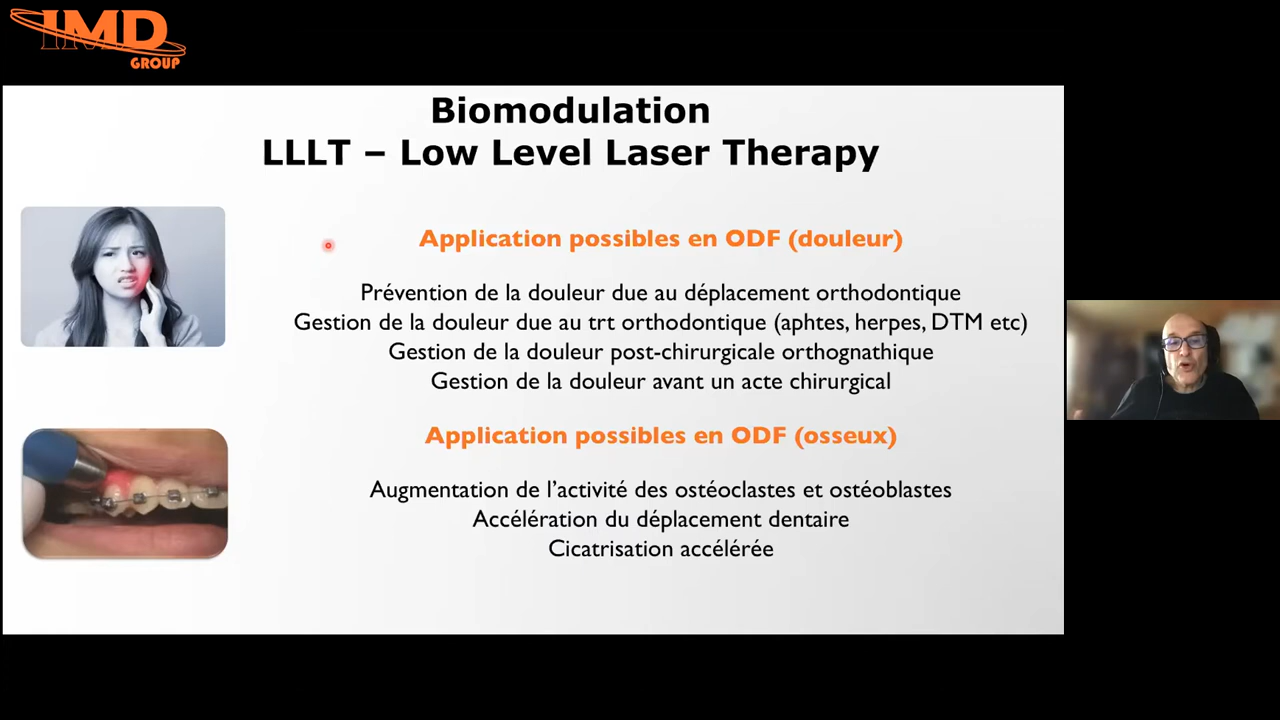 IMD
GROUP
Biomodulation
LLLT – Low Level Laser Therapy
Application possibles en ODF (douleur)
Prévention de la douleur due au déplacement orthodontique
Gestion de la douleur due au trt orthodontique (aphtes, herpes, DTM etc)
Gestion de la douleur post-chirurgicale orthognathique
Gestion de la douleur avant un acte chirurgical
Application possibles en ODF (osseux)
Augmentation de l’activité des ostéoclastes et ostéoblastes
Accélération du déplacement dentaire
Cicatrisation accélérée